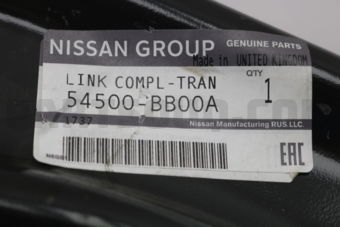 NISSAN GROUP GENUINE PARTS
Made in UNITED KINGDOM
LINK COMPL-TRAN QTY
54500-BB00A 1
1737
Nissan Manufacturing RUS LLC.
EAC